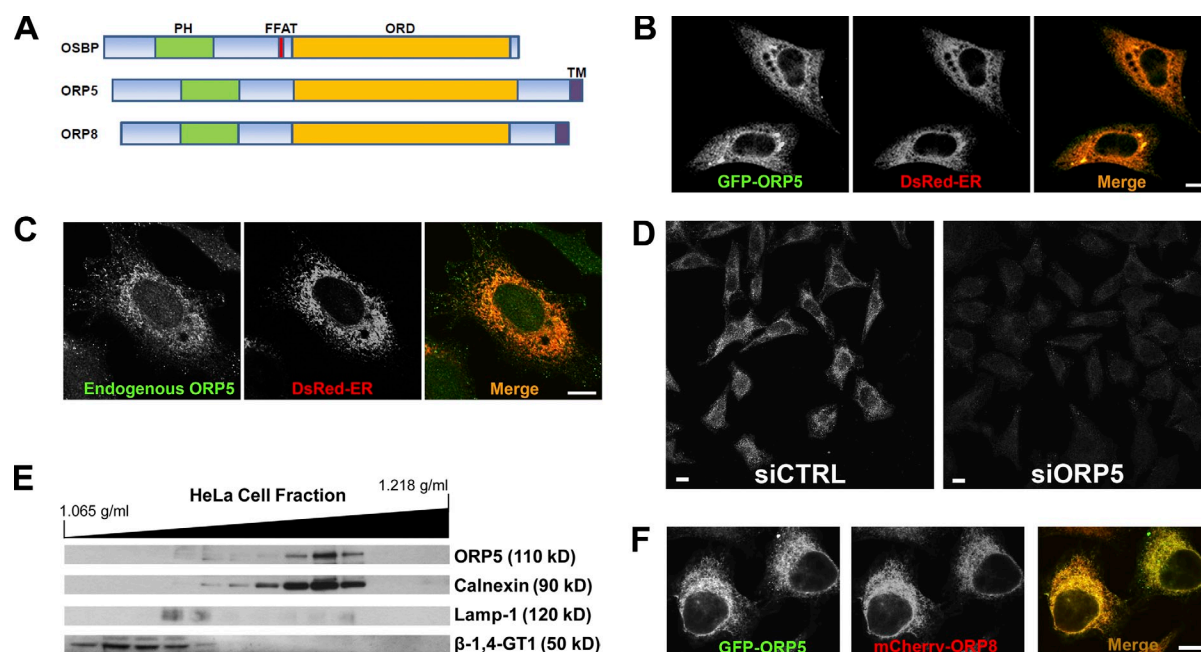 A
PH
FFAT
ORD
OSBP
TM
ORP5
ORP8
B
GFP-ORP5
DsRed-ER
Merge
C
Endogenous ORP5
DsRed-ER
Merge
D
siCTRL
siORP5
E
HeLa Cell Fraction
1.065 g/ml
1.218 g/ml
ORP5 (110 kD)
Calnexin (90 kD)
Lamp-1 (120 kD)
β-1,4-GT1 (50 kD)
F
GFP-ORP5
mCherry-ORP8
Merge